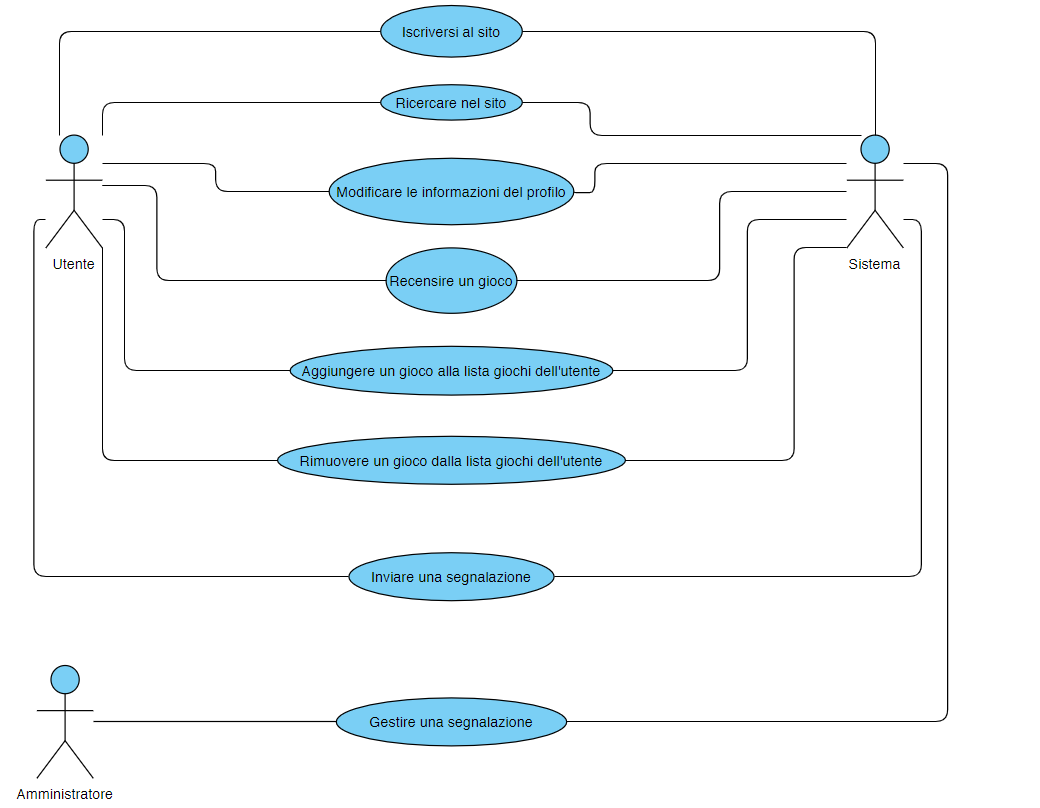 Iscriversi al sito
Ricercare nel sito
Modificare le informazioni del profilo
Utente
Sistema
Recensire un gioco
Aggiungere un gioco alla lista giochi dell'utente
Rimuovere un gioco dalla lista giochi dell'utente
Inviare una segnalazione
Gestire una segnalazione
Amministratore